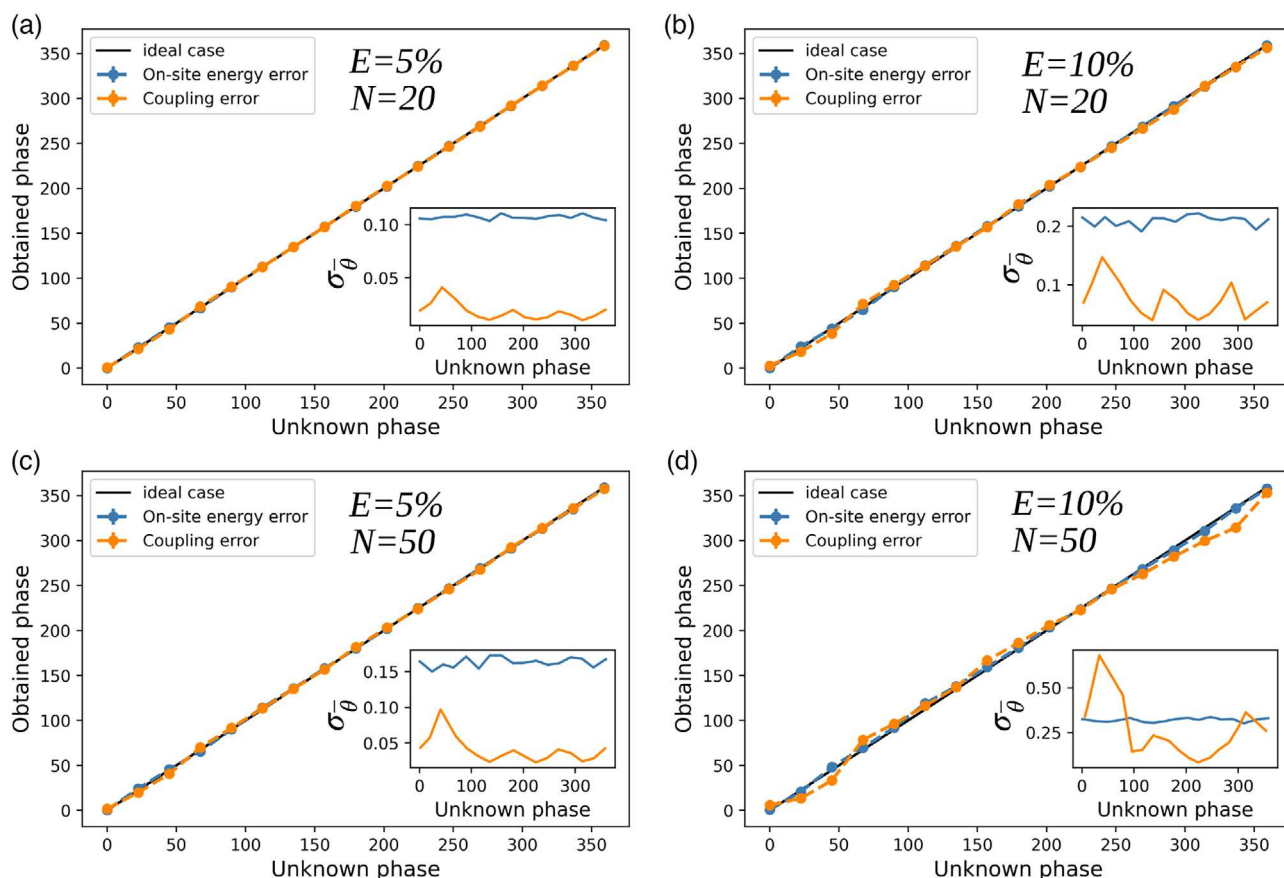 (a)
ideal case
On-site energy error
Coupling error
E=5%
N=20
350
300
250
200
150
100
50
0
Obtained phase
0.10
0.05
σ_θ̄
0 100 200 300
Unknown phase
0 50 100 150 200 250 300 350
Unknown phase
(b)
ideal case
On-site energy error
Coupling error
E=10%
N=20
350
300
250
200
150
100
50
0
Obtained phase
0.2
0.1
σ_θ̄
0 100 200 300
Unknown phase
0 50 100 150 200 250 300 350
Unknown phase
(c)
ideal case
On-site energy error
Coupling error
E=5%
N=50
350
300
250
200
150
100
50
0
Obtained phase
0.15
0.10
0.05
σ_θ̄
0 100 200 300
Unknown phase
0 50 100 150 200 250 300 350
Unknown phase
(d)
ideal case
On-site energy error
Coupling error
E=10%
N=50
350
300
250
200
150
100
50
0
Obtained phase
0.50
0.25
σ_θ̄
0 100 200 300
Unknown phase
0 50 100 150 200 250 300 350
Unknown phase